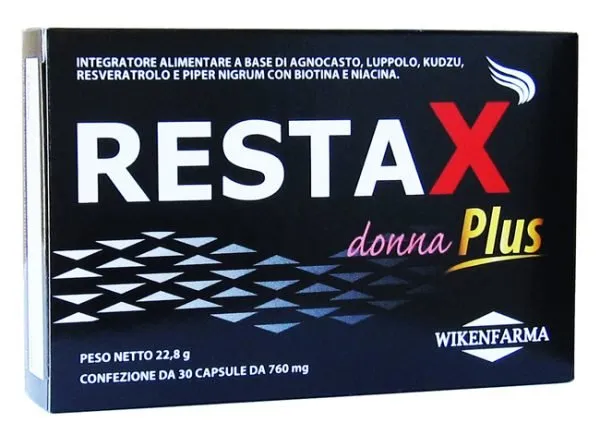 INTEGRATORE ALIMENTARE A BASE DI AGNOCASTO, LUPPOLO, KUDZU,
RESVERATROLO E PIPER NIGRUM CON BIOTINA E NIACINA.
RESTAX
donna Plus
WIKENFARMA
PESO NETTO 22,8 g
CONFEZIONE DA 30 CAPSULE DA 760 mg